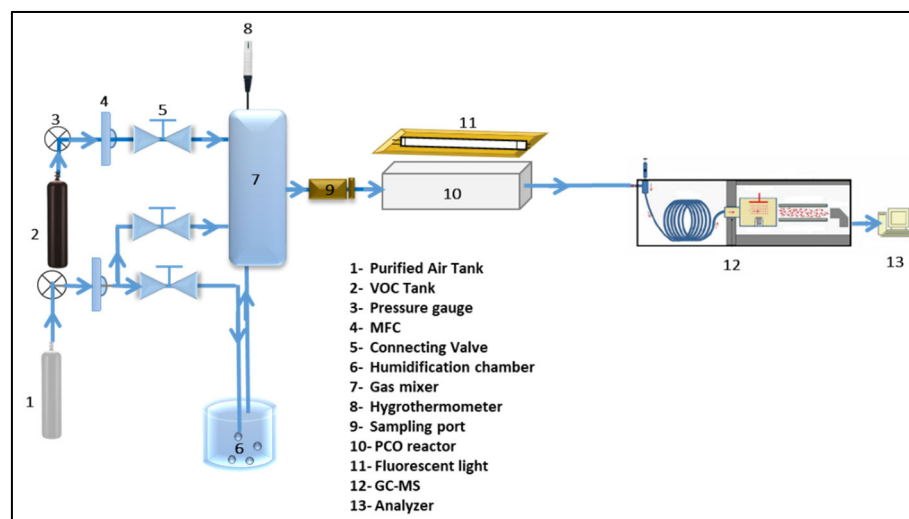 8
3
4
5
11
7
9
10
2
6
1
12
13
1- Purified Air Tank
2- VOC Tank
3- Pressure gauge
4- MFC
5- Connecting Valve
6- Humidification chamber
7- Gas mixer
8- Hygrothermometer
9- Sampling port
10- PCO reactor
11- Fluorescent light
12- GC-MS
13- Analyzer